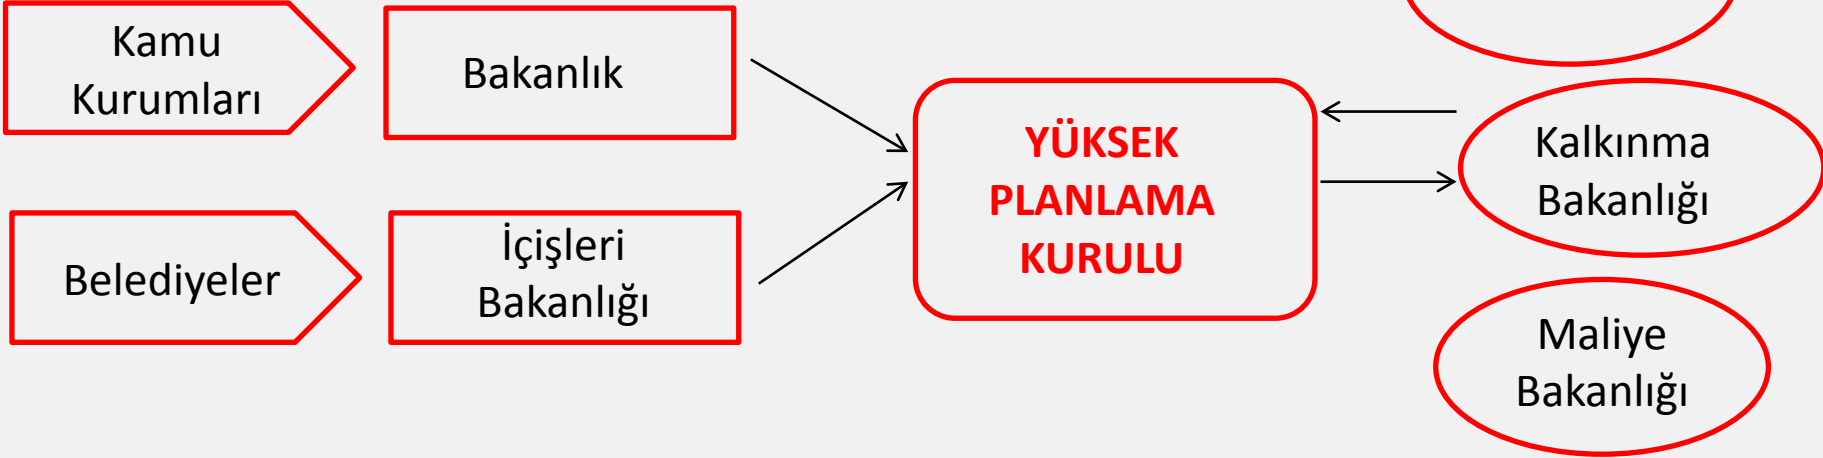 Kamu
Kurumları
Bakanlık
Belediyeler
İçişleri
Bakanlığı
YÜKSEK
PLANLAMA
KURULU
Kalkınma
Bakanlığı
Maliye
Bakanlığı